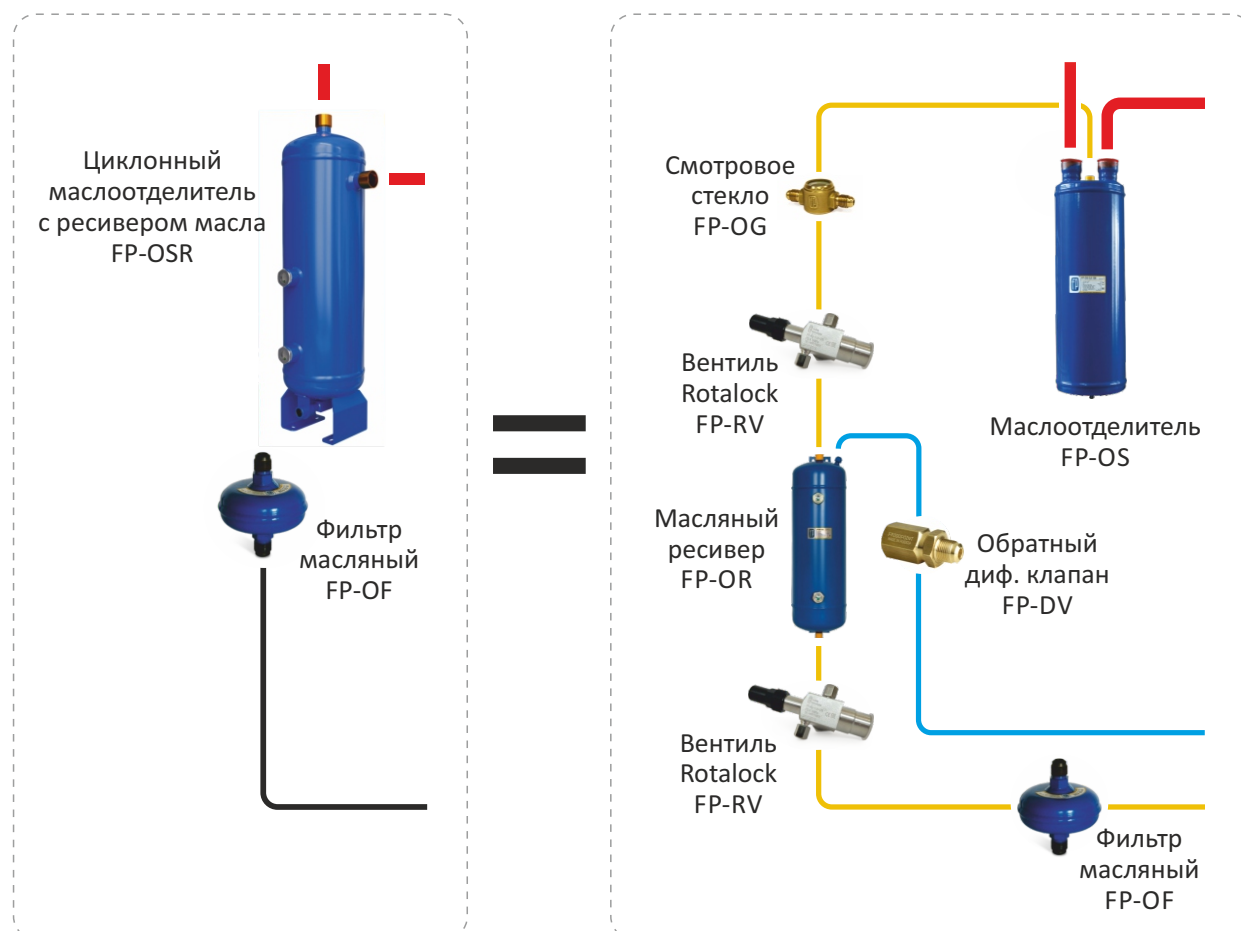 Циклонный
маслоотделитель
с ресивером масла
FP-OSR
Фильтр
масляный
FP-OF
Смотровое
стекло
FP-OG
Вентиль
Rotalock
FP-RV
Маслоотделитель
FP-OS
Масляный
ресивер
FP-OR
Обратный
диф. клапан
FP-DV
Вентиль
Rotalock
FP-RV
Фильтр
масляный
FP-OF